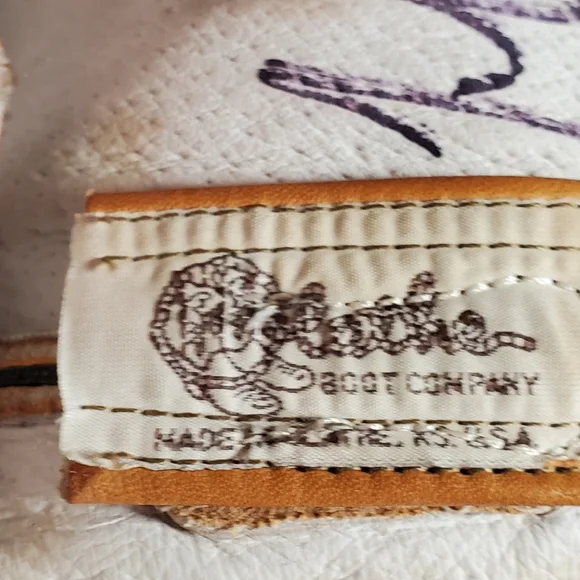 Olathe
BOOT COMPANY
MADE IN OLATHE, KS. U.S.A.